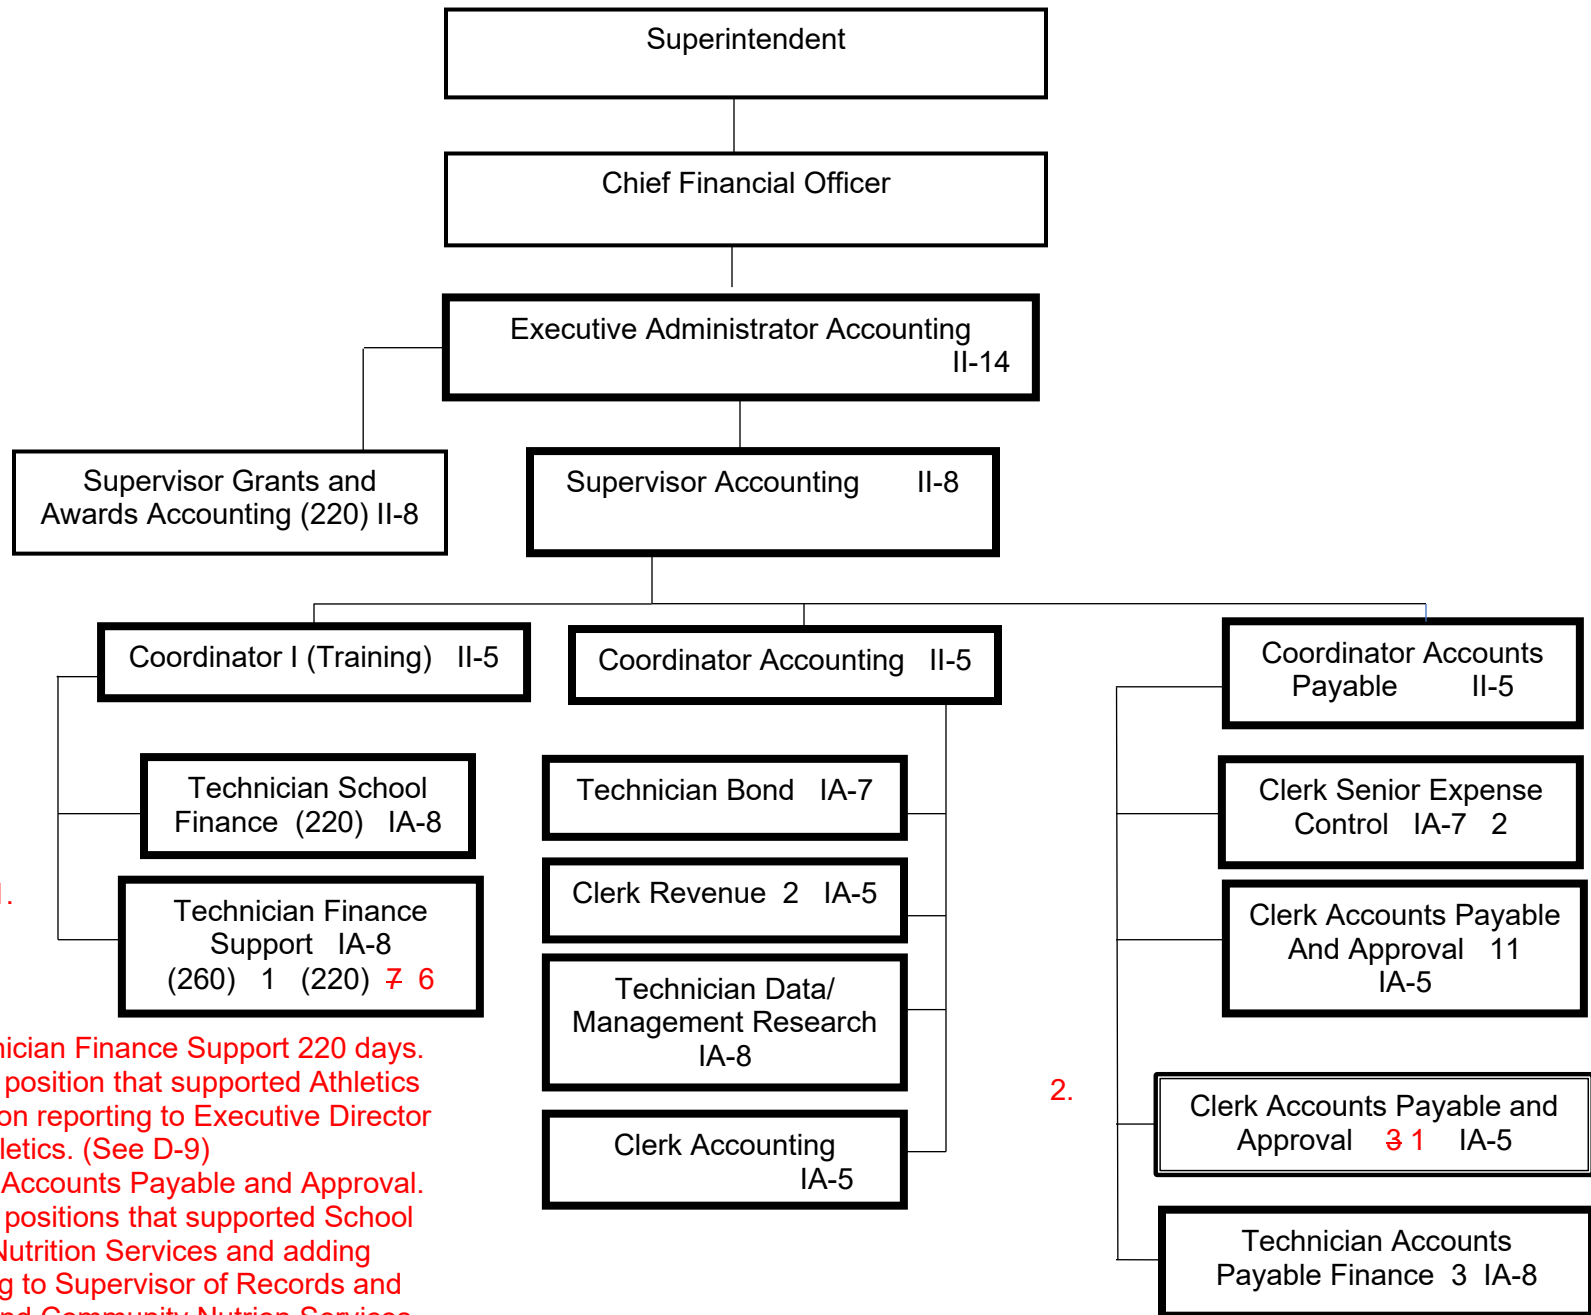 Superintendent
Chief Financial Officer
Executive Administrator Accounting
II-14
Supervisor Grants and
Awards Accounting (220) II-8
Supervisor Accounting II-8
Coordinator I (Training) II-5
Coordinator Accounting II-5
Coordinator Accounts
Payable II-5
Technician School
Finance (220) IA-8
1.
Technician Finance
Support IA-8
(260) 1 (220) 7 6
Technician Bond IA-7
Clerk Revenue 2 IA-5
Technician Data/
Management Research
IA-8
Clerk Accounting
IA-5
Clerk Senior Expense
Control IA-7 2
Clerk Accounts Payable
And Approval 11
IA-5
2.
Clerk Accounts Payable and
Approval 3 1 IA-5
Technician Accounts
Payable Finance 3 IA-8
Finance Support 220 days.
position that supported Athletics
reporting to Executive Director
(See D-9)
Accounts Payable and Approval.
positions that supported School
Nutrition Services and adding
to Supervisor of Records and
Community Nutrion Services